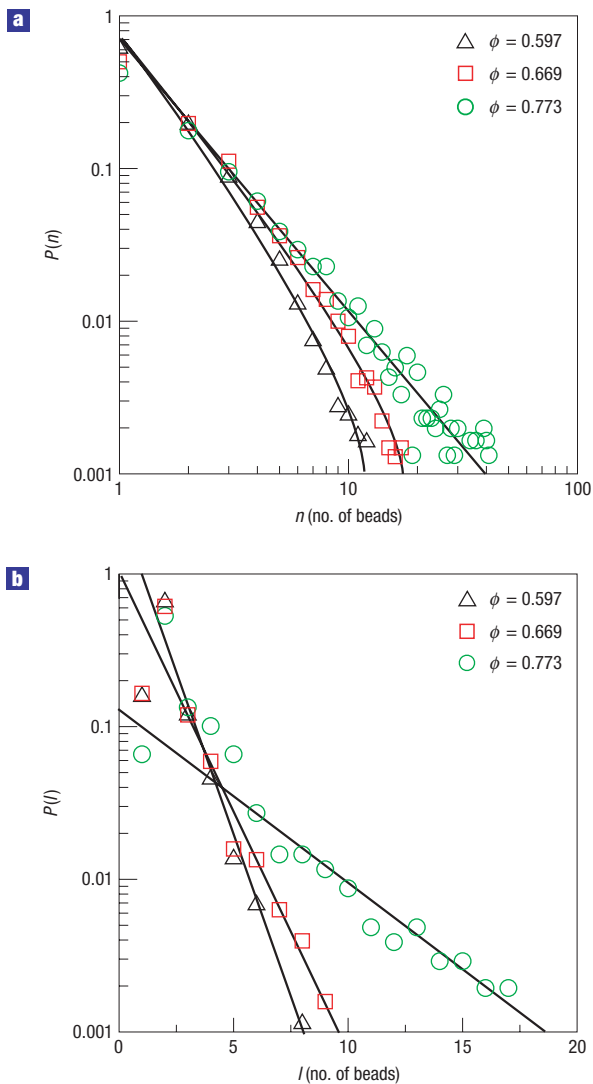 a
1
0.1
0.01
0.001
P(n)
1
10
100
n (no. of beads)
ϕ = 0.597
ϕ = 0.669
ϕ = 0.773
b
1
0.1
0.01
0.001
P(l)
0
5
10
15
20
l (no. of beads)
ϕ = 0.597
ϕ = 0.669
ϕ = 0.773